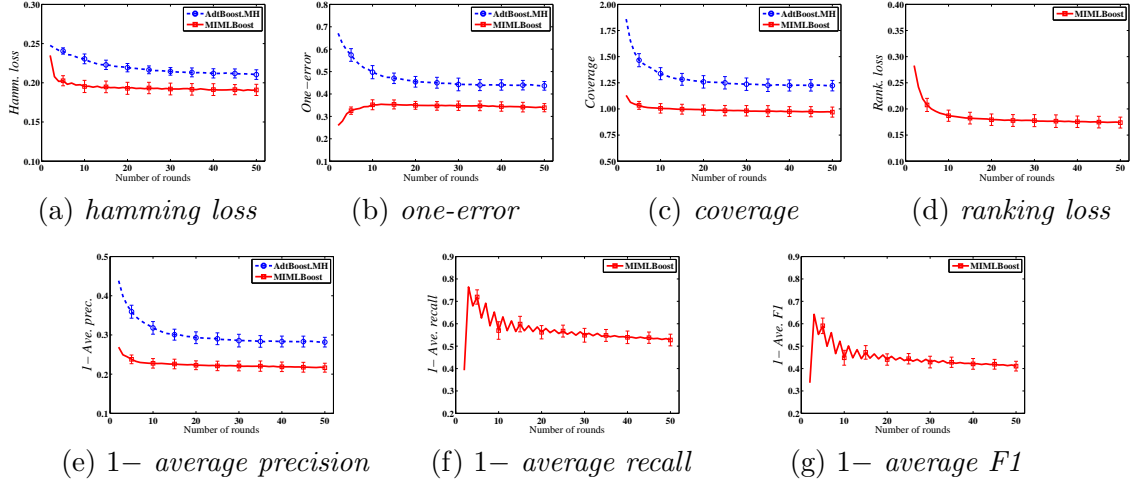 0.30
0.25
0.20
0.15
0.10
Hamm. loss
0 10 20 30 40 50
Number of rounds
AdtBoost.MH
MIMLBoost
(a) hamming loss
0.8
0.7
0.6
0.5
0.4
0.3
0.2
0.1
One−error
0 10 20 30 40 50
Number of rounds
AdtBoost.MH
MIMLBoost
(b) one-error
2.00
1.75
1.50
1.25
1.00
0.75
0.50
Coverage
0 10 20 30 40 50
Number of rounds
AdtBoost.MH
MIMLBoost
(c) coverage
0.40
0.35
0.30
0.25
0.20
0.15
0.10
Rank. loss
0 10 20 30 40 50
Number of rounds
MIMLBoost
(d) ranking loss
0.5
0.4
0.3
0.2
0.1
1− Ave. prec.
0 10 20 30 40 50
Number of rounds
AdtBoost.MH
MIMLBoost
(e) 1− average precision
0.9
0.8
0.7
0.6
0.5
0.4
0.3
0.2
1− Ave. recall
0 10 20 30 40 50
Number of rounds
MIMLBoost
(f) 1− average recall
0.9
0.8
0.7
0.6
0.5
0.4
0.3
0.2
1− Ave. F1
0 10 20 30 40 50
Number of rounds
MIMLBoost
(g) 1− average F1